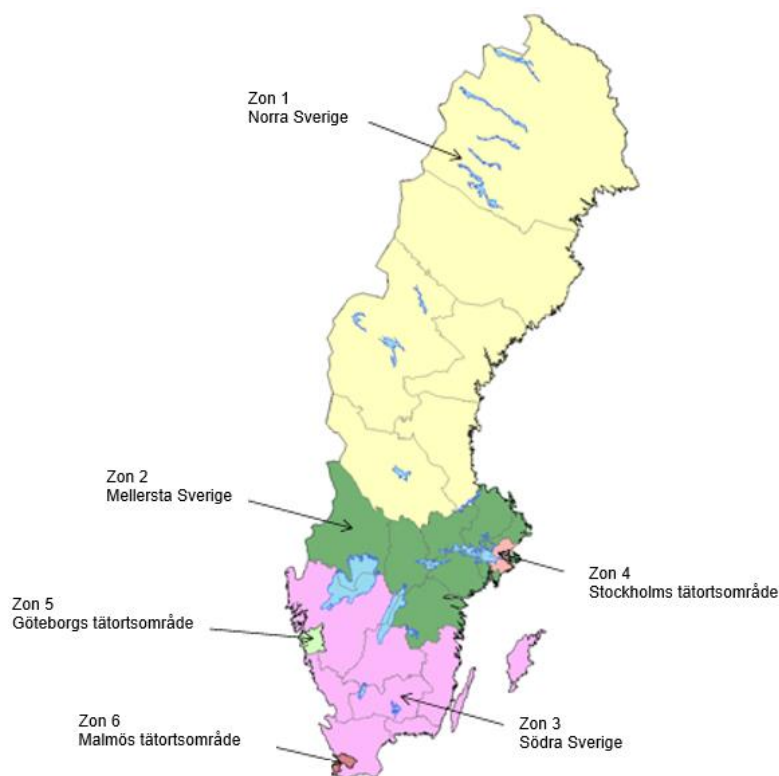 Zon 1
Norra Sverige
Zon 2
Mellersta Sverige
Zon 4
Stockholms tätortsområde
Zon 5
Göteborgs tätortsområde
Zon 6
Malmös tätortsområde
Zon 3
Södra Sverige